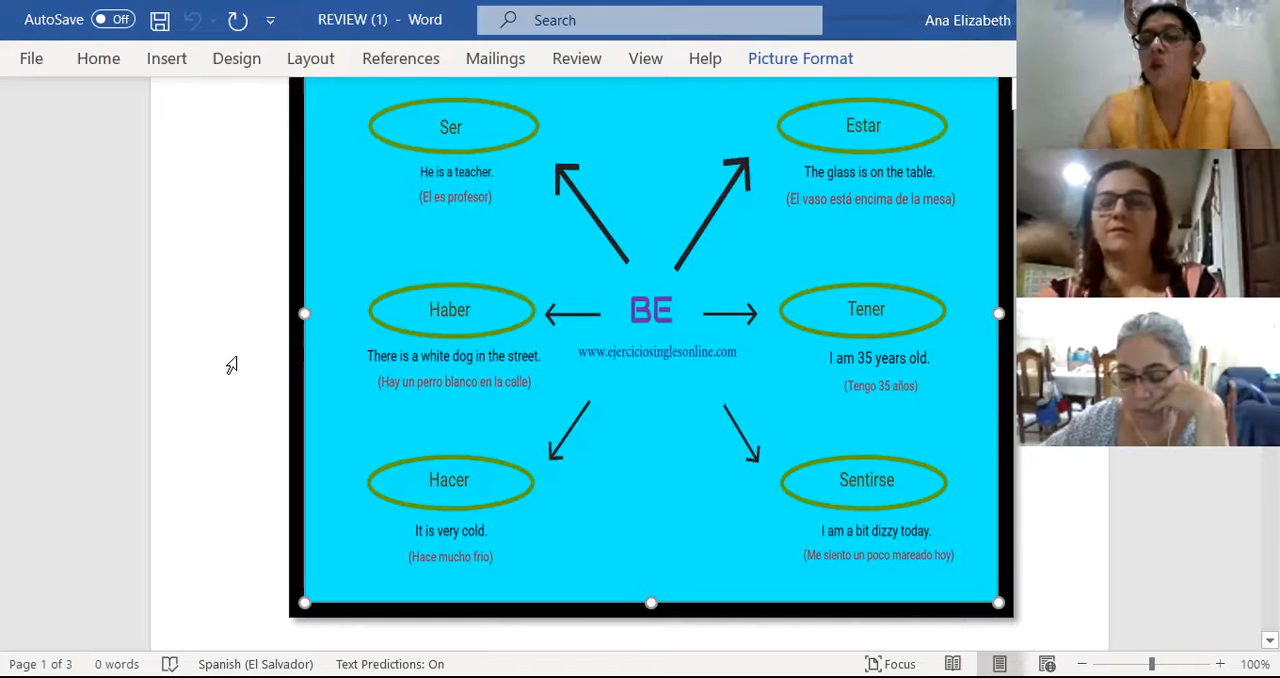 AutoSave Off REVIEW (1) - Word Search Ana Elizabeth
File Home Insert Design Layout References Mailings Review View Help Picture Format
Ser Estar
He is a teacher. The glass is on the table.
(El es profesor) (El vaso está encima de la mesa)
BE
Haber Tener
www.ejerciciosinglesonline.com
There is a white dog in the street. I am 35 years old.
(Hay un perro blanco en la calle) (Tengo 35 años)
Hacer Sentirse
It is very cold. I am a bit dizzy today.
(Hace mucho frio) (Me siento un poco mareado hoy)
Page 1 of 3 0 words Spanish (El Salvador) Text Predictions: On Focus 100%